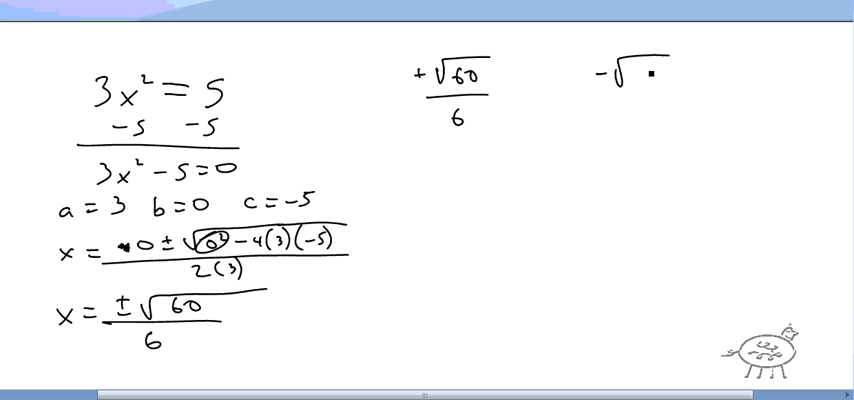 3x² = 5
-5 -5
3x² - 5 = 0
a = 3 b = 0 c = -5
x = -0 ± √0² - 4(3)(-5)
2(3)
x = ± √60
6
+√60
6
-√